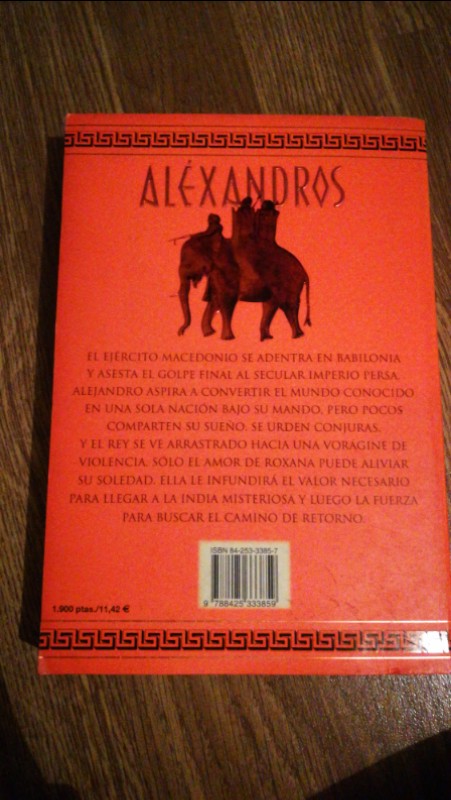 ALÉXANDROS
EL EJÉRCITO MACEDONIO SE ADENTRA EN BABILONIA
Y ASESTA EL GOLPE FINAL AL SECULAR IMPERIO PERSA.
ALEJANDRO ASPIRA A CONVERTIR EL MUNDO CONOCIDO
EN UNA SOLA NACIÓN BAJO SU MANDO, PERO POCOS
COMPARTEN SU SUEÑO. SE URDEN CONJURAS,
Y EL REY SE VE ARRASTRADO HACIA UNA VORAGINE DE
VIOLENCIA. SÓLO EL AMOR DE ROXANA PUEDE ALIVIAR
SU SOLEDAD. ELLA LE INFUNDIRÁ EL VALOR NECESARIO
PARA LLEGAR A LA INDIA MISTERIOSA Y LUEGO LA FUERZA
PARA BUSCAR EL CAMINO DE RETORNO.
ISBN 84-253-3385-7
9 788425 333859
1.900 ptas./11,42 €